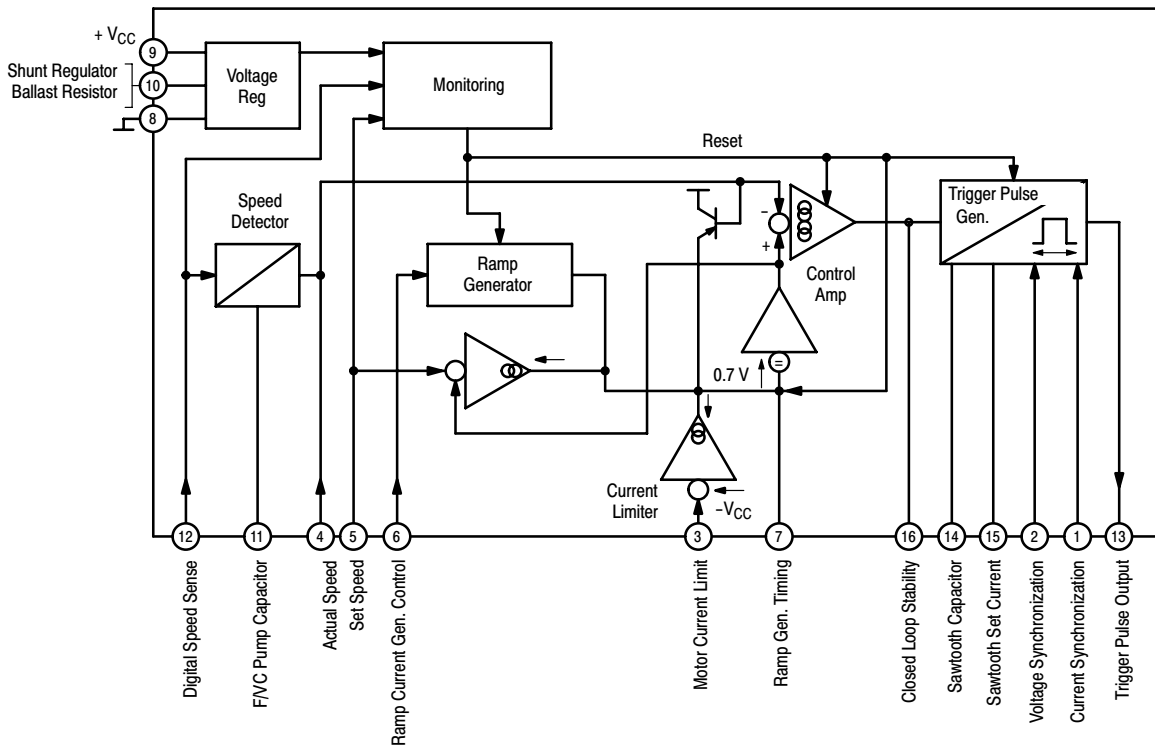 + VCC
9
Shunt Regulator
Ballast Resistor
10
8
Voltage
Reg
Monitoring
Reset
Speed
Detector
Ramp
Generator
-
+
Control
Amp
Trigger Pulse
Gen.
0.7 V
=
Current
Limiter
–VCC
12
11
4
5
6
3
7
16
14
15
2
1
13
Digital Speed Sense
F/VC Pump Capacitor
Actual Speed
Set Speed
Ramp Current Gen. Control
Motor Current Limit
Ramp Gen. Timing
Closed Loop Stability
Sawtooth Capacitor
Sawtooth Set Current
Voltage Synchronization
Current Synchronization
Trigger Pulse Output